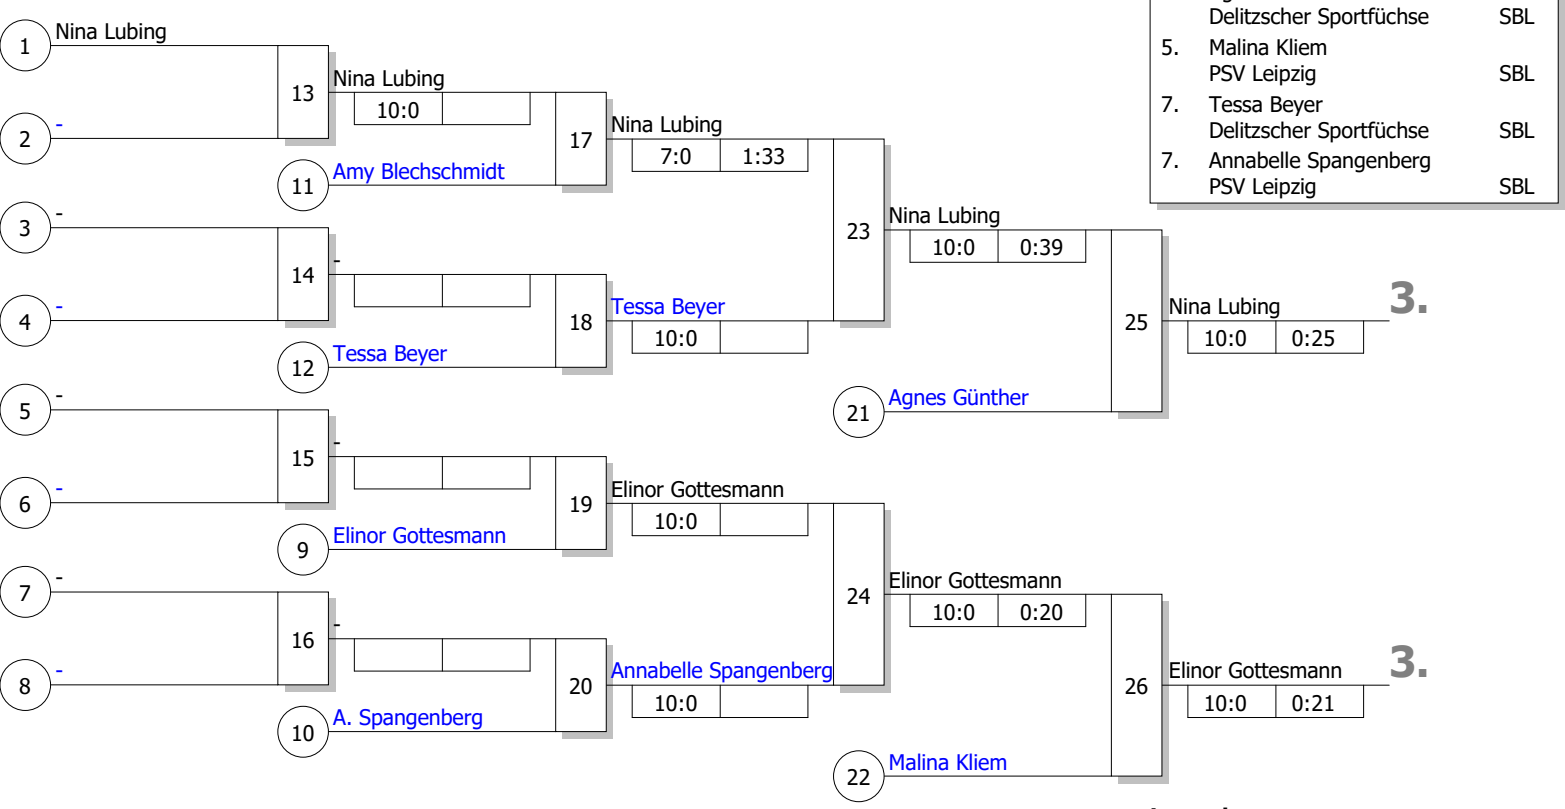 Delitzscher Sportfüchse SBL
5. Malina Kliem
PSV Leipzig SBL
7. Tessa Beyer
Delitzscher Sportfüchse SBL
7. Annabelle Spangenberg
PSV Leipzig SBL
1 Nina Lubing
2 -
13 Nina Lubing
10:0
11 Amy Blechschmidt
17 Nina Lubing
7:0 1:33
3 -
4 -
14 -
12 Tessa Beyer
18 Tessa Beyer
10:0
23 Nina Lubing
10:0 0:39
21 Agnes Günther
25 Nina Lubing 3.
10:0 0:25
5 -
6 -
15 -
9 Elinor Gottesmann
19 Elinor Gottesmann
10:0
7 -
8 -
16 -
10 A. Spangenberg
20 Annabelle Spangenberg
10:0
24 Elinor Gottesmann
10:0 0:20
22 Malina Kliem
26 Elinor Gottesmann 3.
10:0 0:21